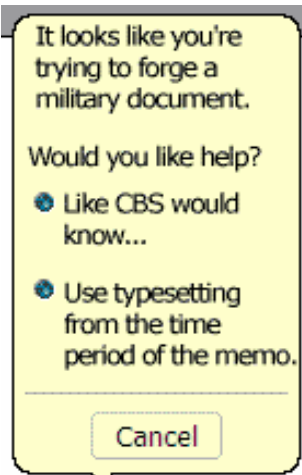 It looks like you're
trying to forge a
military document.
Would you like help?
Like CBS would
know...
Use typesetting
from the time
period of the memo.
Cancel